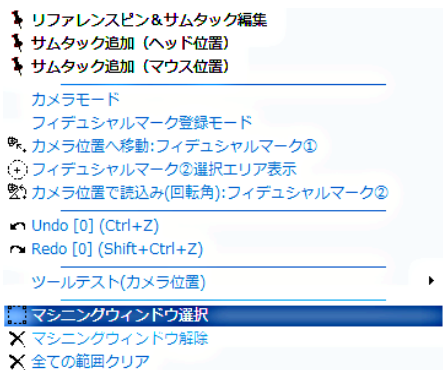 リファレンスピン&サムタック編集
サムタック追加（ヘッド位置）
サムタック追加（マウス位置）
カメラモード
フィデュシャルマーク登録モード
カメラ位置へ移動:フィデュシャルマーク①
フィデュシャルマーク②選択エリア表示
カメラ位置で読込み(回転角):フィデュシャルマーク②
Undo [0] (Ctrl+Z)
Redo [0] (Shift+Ctrl+Z)
ツールテスト(カメラ位置)
マシニングウィンドウ選択
マシニングウィンドウ解除
全ての範囲クリア